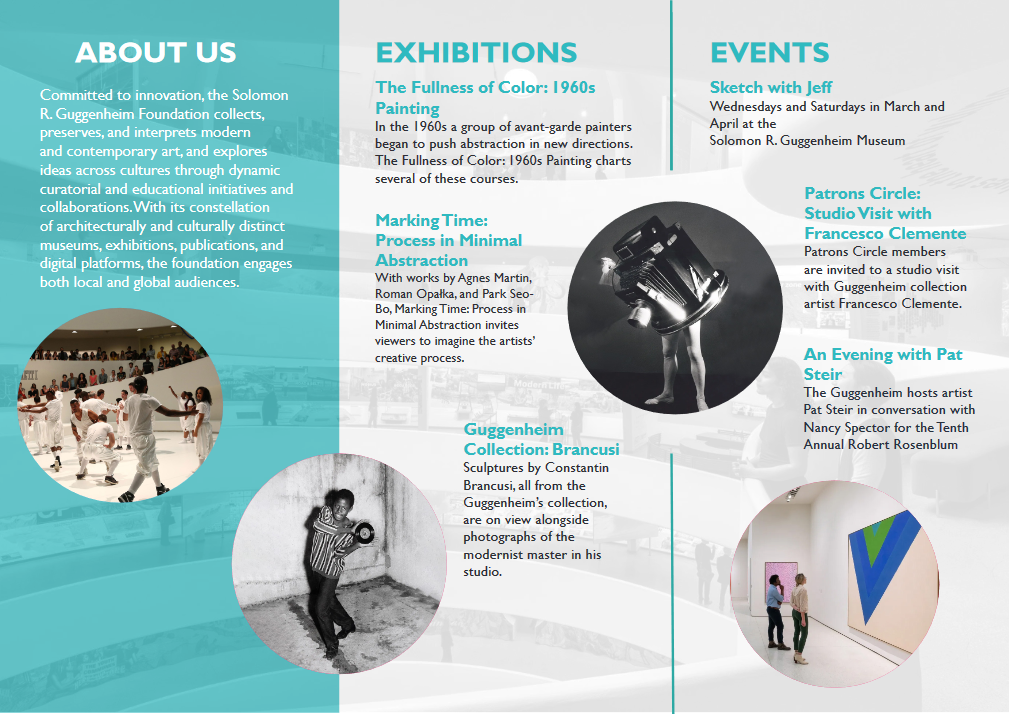 ABOUT US
Committed to innovation, the Solomon
R. Guggenheim Foundation collects,
preserves, and interprets modern
and contemporary art, and explores
ideas across cultures through dynamic
curatorial and educational initiatives and
collaborations. With its constellation
of architecturally and culturally distinct
museums, exhibitions, publications, and
digital platforms, the foundation engages
both local and global audiences.
EXHIBITIONS
The Fullness of Color: 1960s
Painting
In the 1960s a group of avant-garde painters
began to push abstraction in new directions.
The Fullness of Color: 1960s Painting charts
several of these courses.
Marking Time:
Process in Minimal
Abstraction
With works by Agnes Martin,
Roman Opałka, and Park Seo-
Bo, Marking Time: Process in
Minimal Abstraction invites
viewers to imagine the artists'
creative process.
Guggenheim
Collection: Brancusi
Sculptures by Constantin
Brancusi, all from the
Guggenheim's collection,
are on view alongside
photographs of the
modernist master in his
studio.
EVENTS
Sketch with Jeff
Wednesdays and Saturdays in March and
April at the
Solomon R. Guggenheim Museum
Patrons Circle:
Studio Visit with
Francesco Clemente
Patrons Circle members
are invited to a studio visit
with Guggenheim collection
artist Francesco Clemente.
An Evening with Pat
Steir
The Guggenheim hosts artist
Pat Steir in conversation with
Nancy Spector for the Tenth
Annual Robert Rosenblum